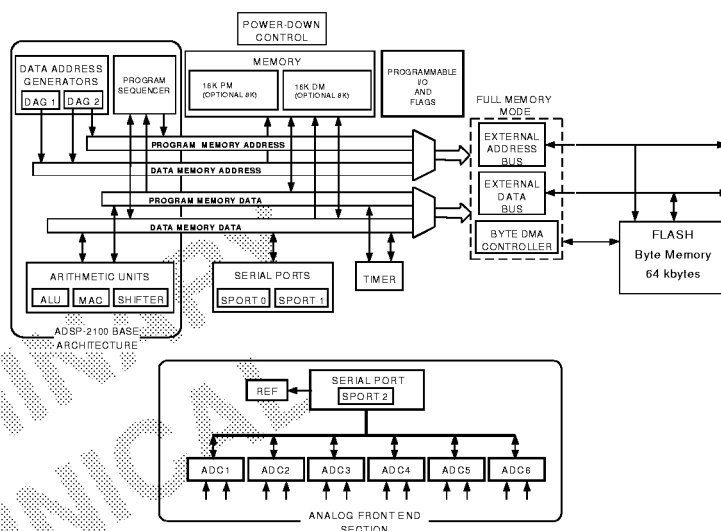 POWER-DOWN
CONTROL
DATA ADDRESS
GENERATORS
DAG 1
DAG 2
PROGRAM
SEQUENCER
MEMORY
16K PM
(OPTIONAL 8K)
16K DM
(OPTIONAL 8K)
PROGRAMMABLE
I/O
AND
FLAGS
FULL MEMORY
MODE
EXTERNAL
ADDRESS
BUS
EXTERNAL
DATA
BUS
BYTE DMA
CONTROLLER
PROGRAM MEMORY ADDRESS
DATA MEMORY ADDRESS
PROGRAM MEMORY DATA
DATA MEMORY DATA
FLASH
Byte Memory
64 kbytes
ARITHMETIC UNITS
ALU
MAC
SHIFTER
SERIAL PORTS
SPORT 0
SPORT 1
TIMER
ADSP-2100 BASE
ARCHITECTURE
REF
SERIAL PORT
SPORT 2
ADC1
ADC2
ADC3
ADC4
ADC5
ADC6
ANALOG FRONT END
SECTION